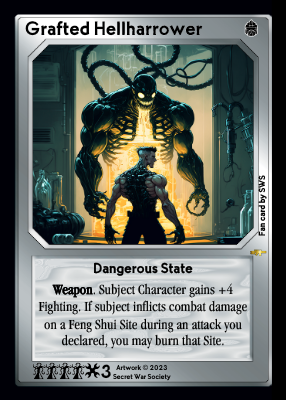 Grafted Hellharrower
Fan card by SWS
Dangerous State
Weapon. Subject Character gains +4
Fighting. If subject inflicts combat damage
on a Feng Shui Site during an attack you
declared, you may burn that Site.
3
Artwork © 2023
Secret War Society